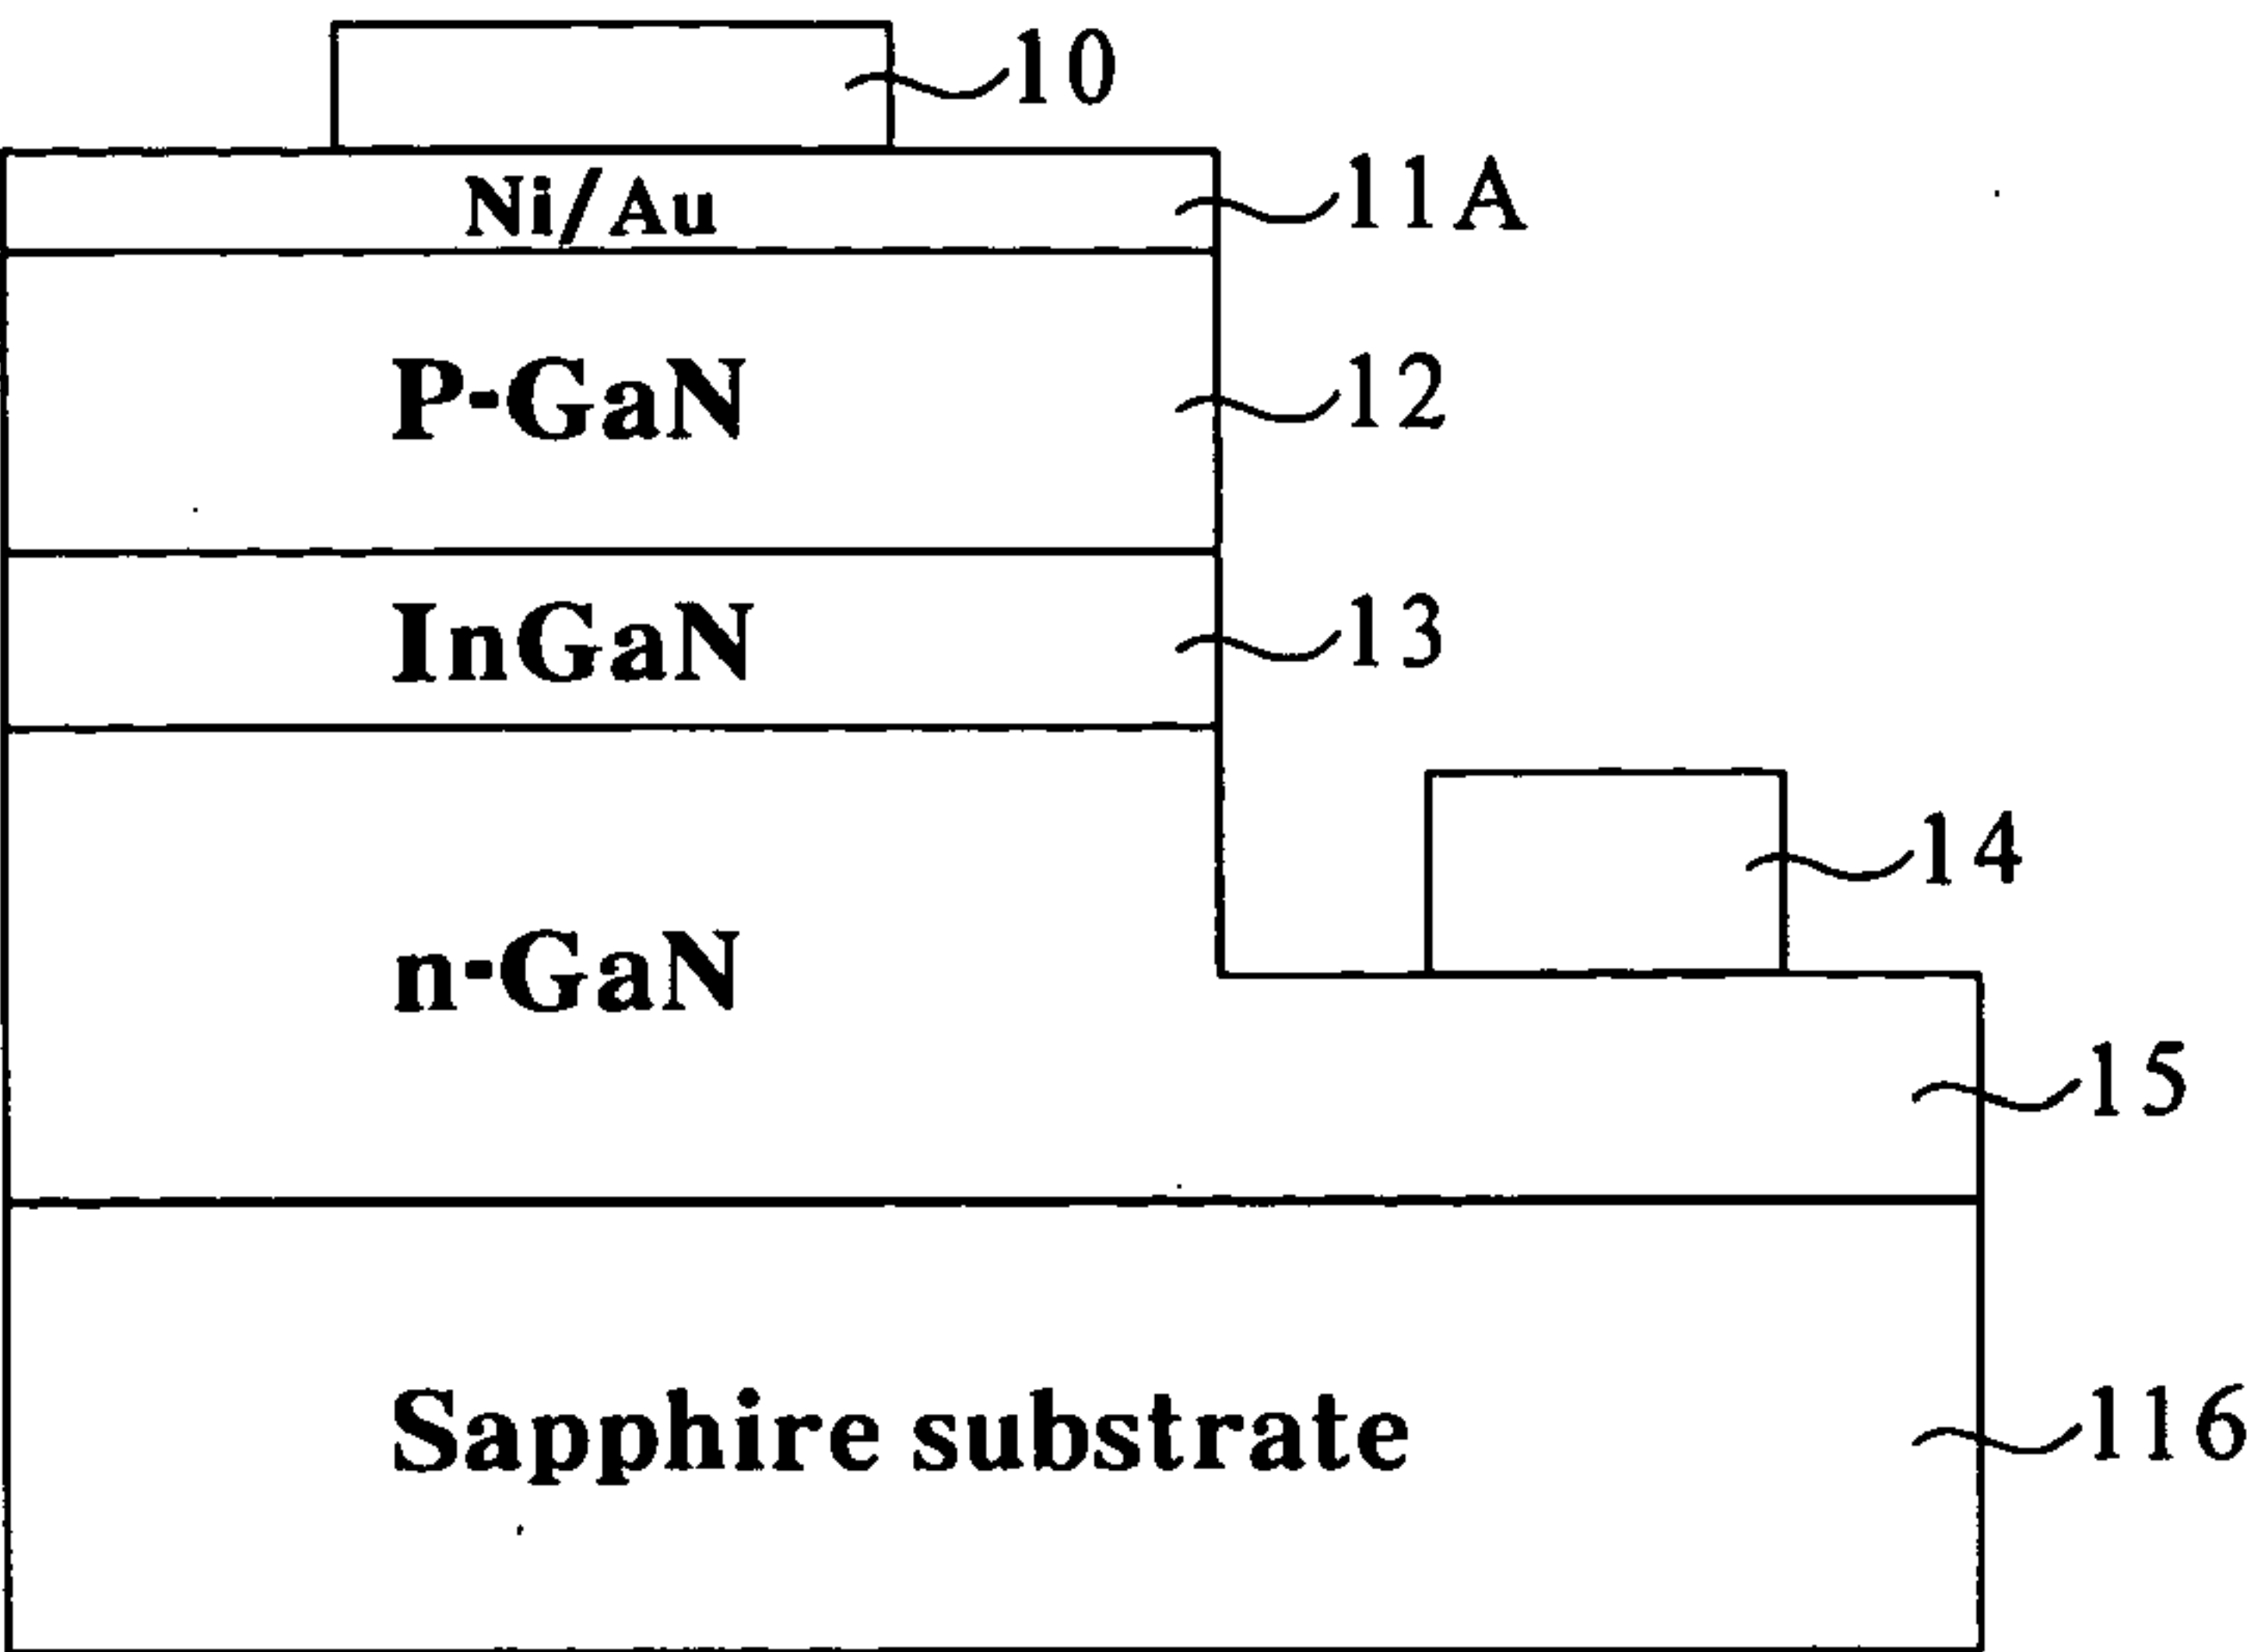 10
Ni/Au 11A
P-GaN 12
InGaN 13
14
n-GaN
15
Sapphire substrate 116